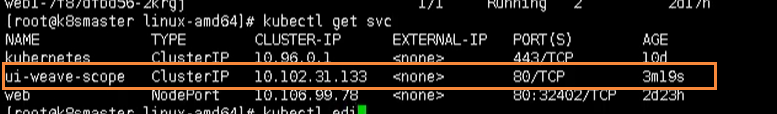 web1-7f87dfbd56-2krgj 1/1 Running 2 2d17h
[root@k8smaster linux-amd64]# kubectl get svc
NAME TYPE CLUSTER-IP EXTERNAL-IP PORT(S) AGE
kubernetes ClusterIP 10.96.0.1 <none> 443/TCP 10d
ui-weave-scope ClusterIP 10.102.31.133 <none> 80/TCP 3m19s
web NodePort 10.106.99.78 <none> 80:32402/TCP 2d23h
[root@k8smaster linux-amd64]# kubectl edi